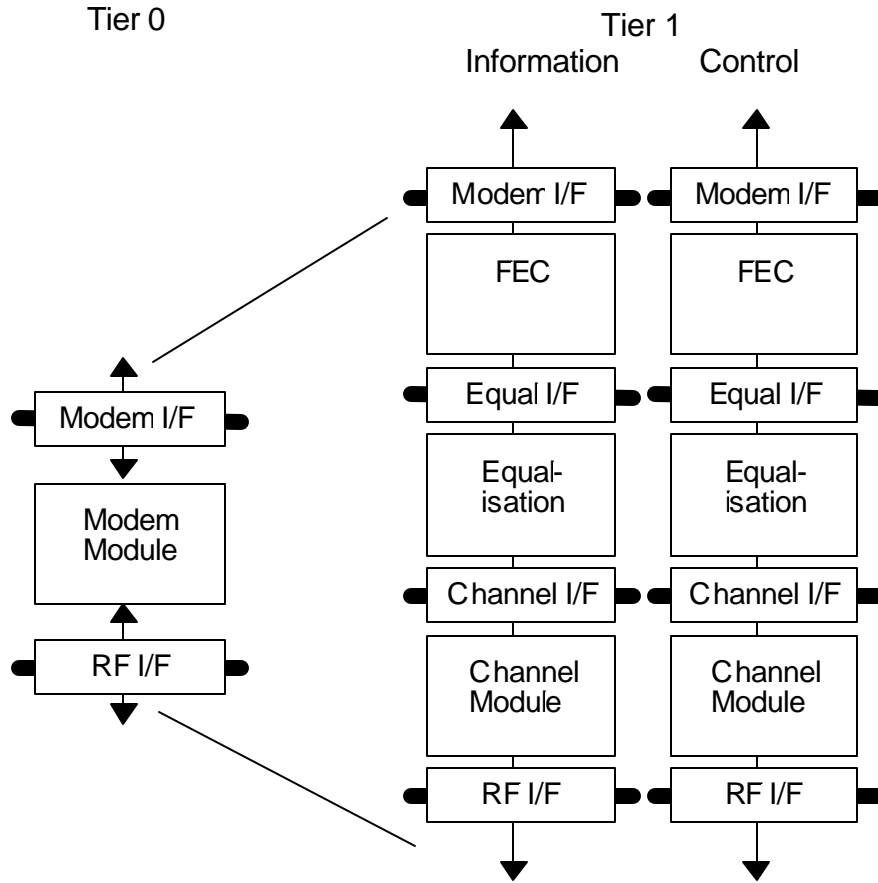 Tier 0
Tier 1
Information
Control
Modem I/F
Modem
Module
RF I/F
Modem I/F
FEC
Equal I/F
Equal-
isation
Channel I/F
Channel
Module
RF I/F
Modem I/F
FEC
Equal I/F
Equal-
isation
Channel I/F
Channel
Module
RF I/F